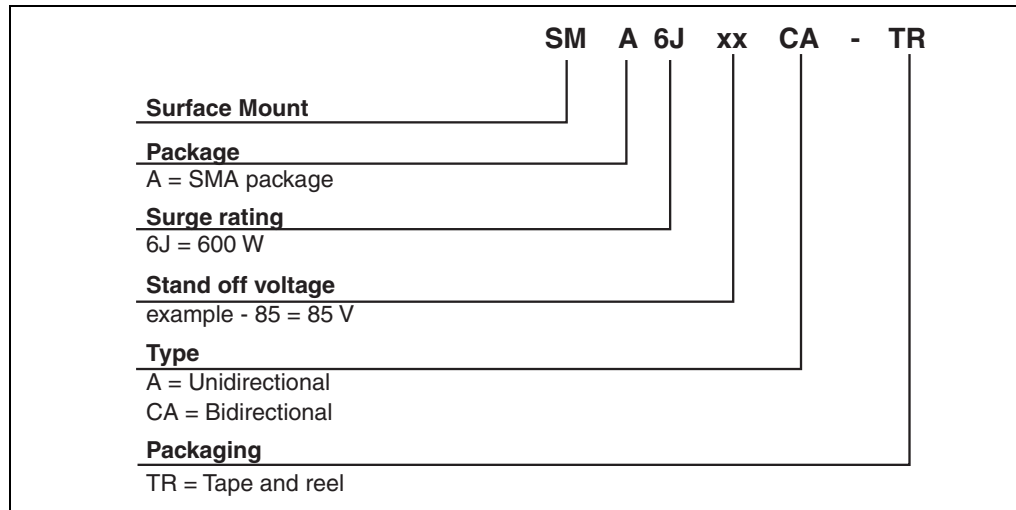 SM A 6J xx CA - TR
Surface Mount
Package
A = SMA package
Surge rating
6J = 600 W
Stand off voltage
example - 85 = 85 V
Type
A = Unidirectional
CA = Bidirectional
Packaging
TR = Tape and reel